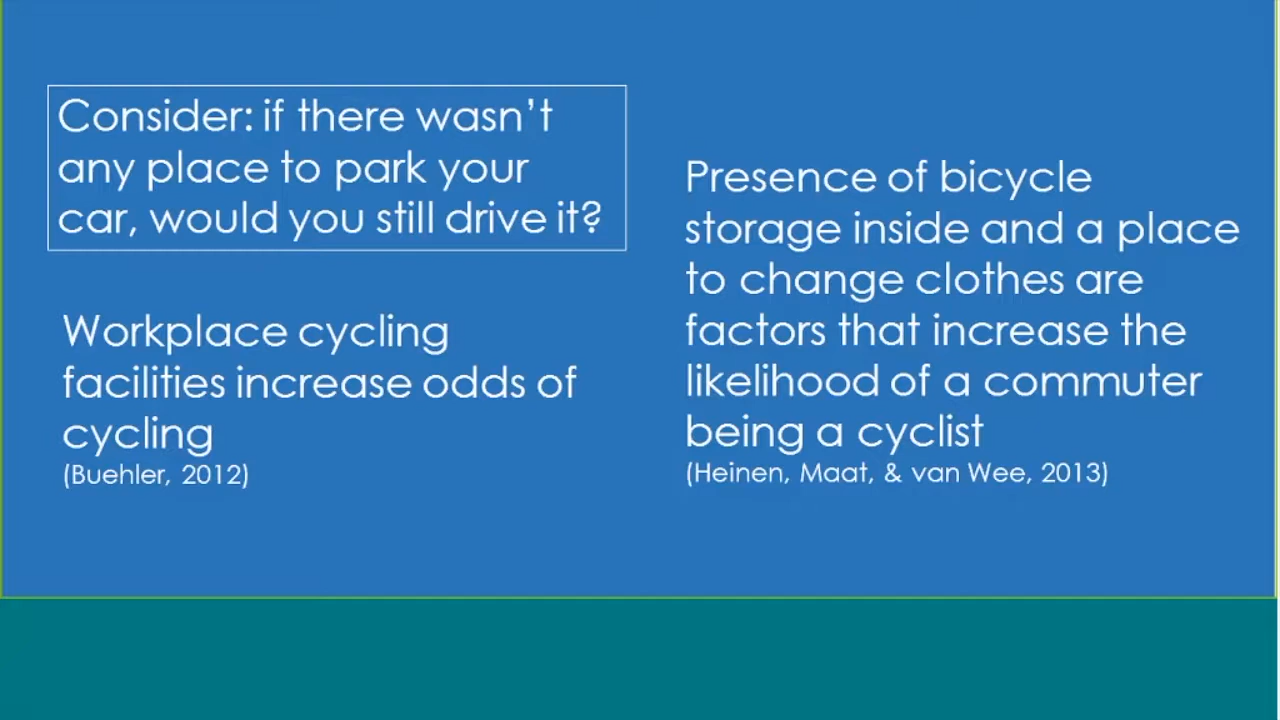 Consider: if there wasn’t
any place to park your
car, would you still drive it?
Workplace cycling
facilities increase odds of
cycling
(Buehler, 2012)
Presence of bicycle
storage inside and a place
to change clothes are
factors that increase the
likelihood of a commuter
being a cyclist
(Heinen, Maat, & van Wee, 2013)